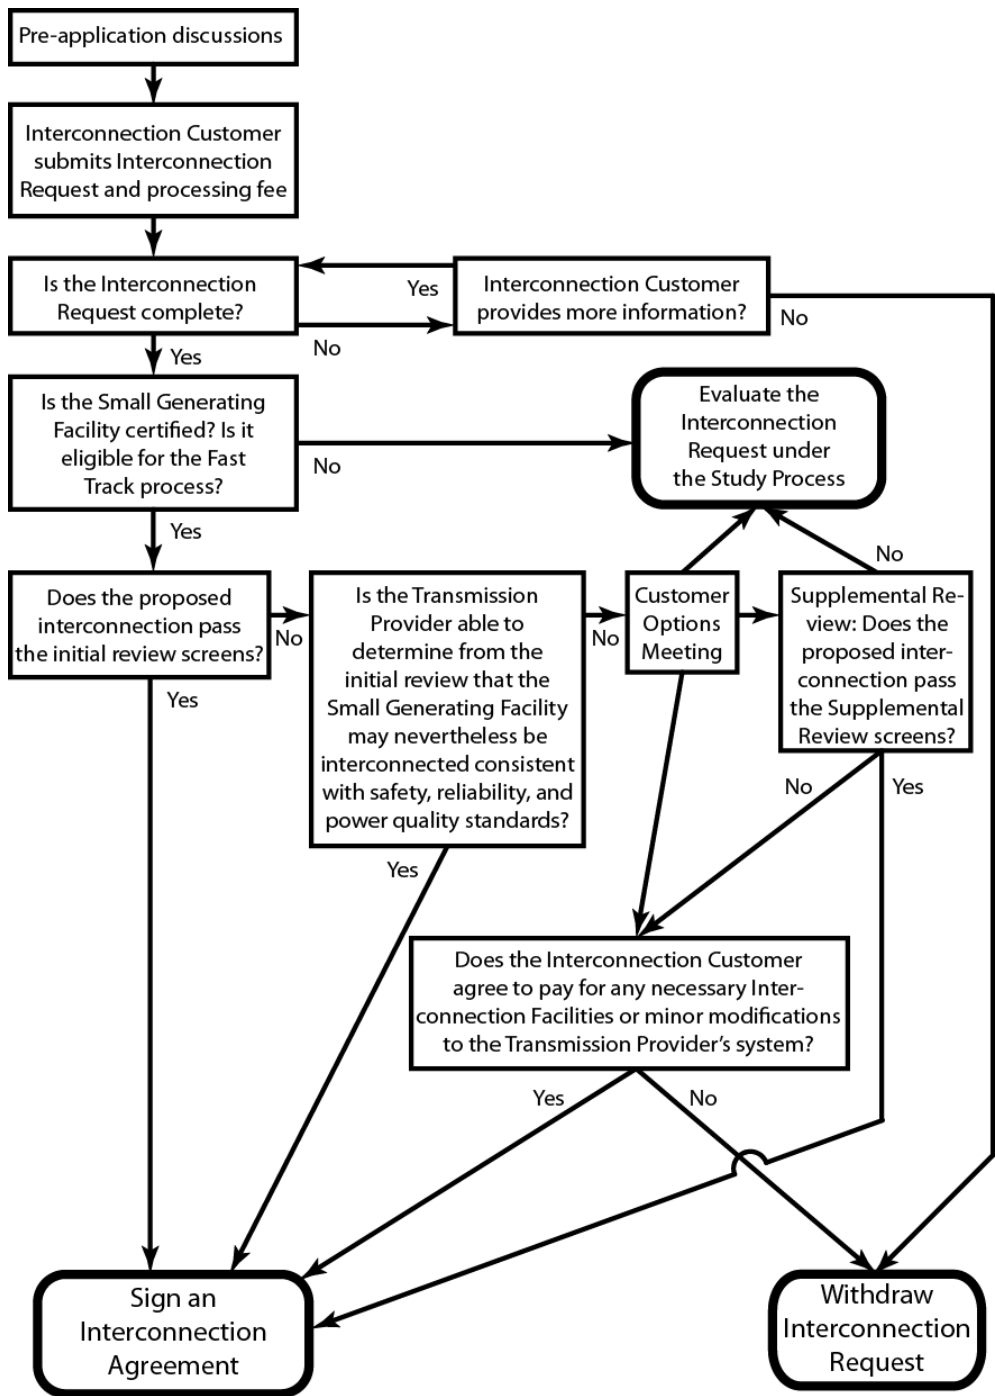 Pre-application discussions
Interconnection Customer
submits Interconnection
Request and processing fee
Is the Interconnection
Request complete?
Yes
No
Interconnection Customer
provides more information?
No
Yes
Is the Small Generating
Facility certified? Is it
eligible for the Fast
Track process?
No
Evaluate the
Interconnection
Request under
the Study Process
Yes
Does the proposed
interconnection pass
the initial review screens?
No
Yes
Is the Transmission
Provider able to
determine from the
initial review that the
Small Generating Facility
may nevertheless be
interconnected consistent
with safety, reliability, and
power quality standards?
No
Yes
Customer
Options
Meeting
No
Supplemental Re-
view: Does the
proposed inter-
connection pass
the Supplemental
Review screens?
No
Yes
Does the Interconnection Customer
agree to pay for any necessary Inter-
connection Facilities or minor modifications
to the Transmission Provider's system?
Yes
No
Sign an
Interconnection
Agreement
Withdraw
Interconnection
Request